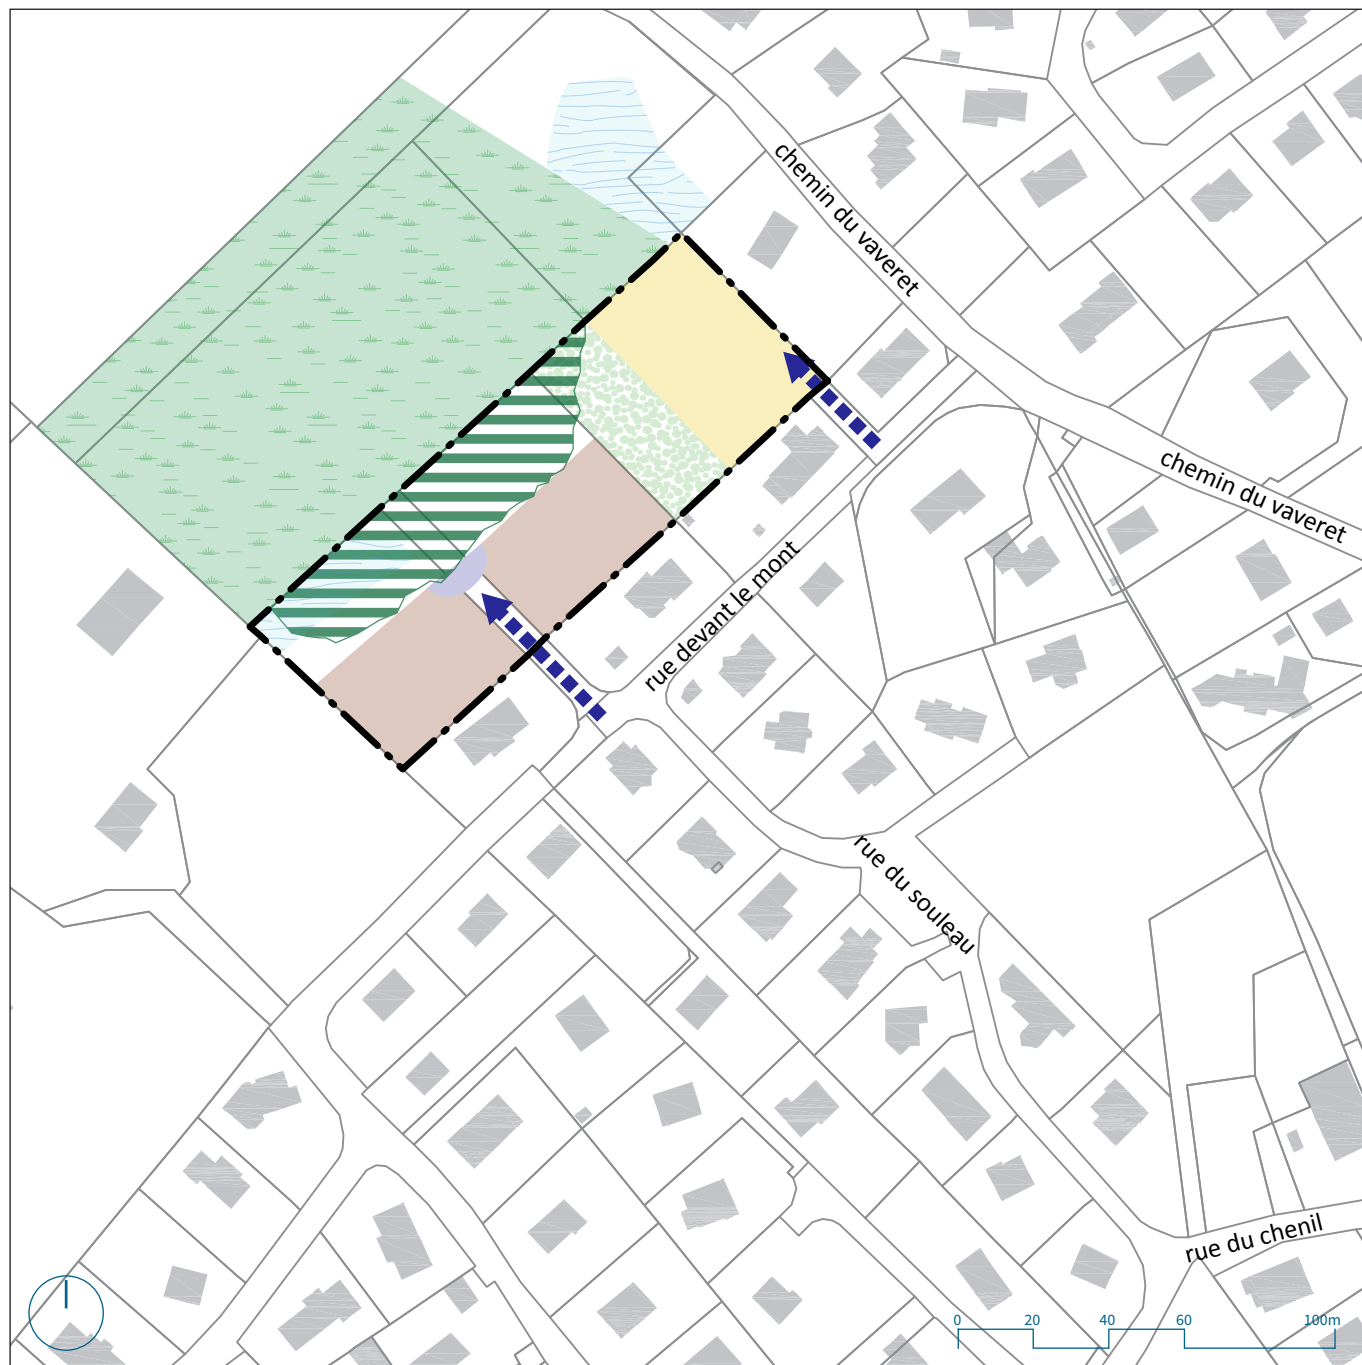 chemin du vaveret
chemin du vaveret
rue devant le mont
rue du souleau
rue du chenil
0 20 40 60 100m